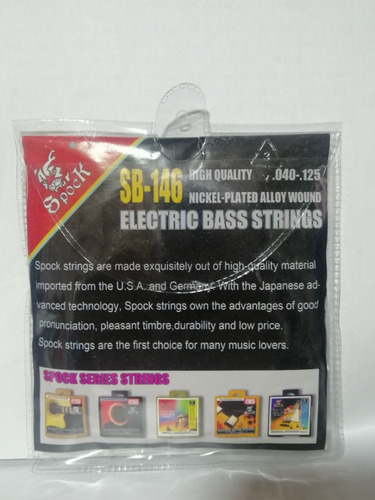 Spock
SB-146
HIGH QUALITY .040-.125
NICKEL-PLATED ALLOY WOUND
ELECTRIC BASS STRINGS
Spock strings are made exquisitely out of high-quality material
imported from the U.S.A. and Germany. With the Japanese ad-
vanced technology, Spock strings own the advantages of good
pronunciation, pleasant timbre,durability and low price.
Spock strings are the first choice for many music lovers.
SPOCK SERIES STRINGS